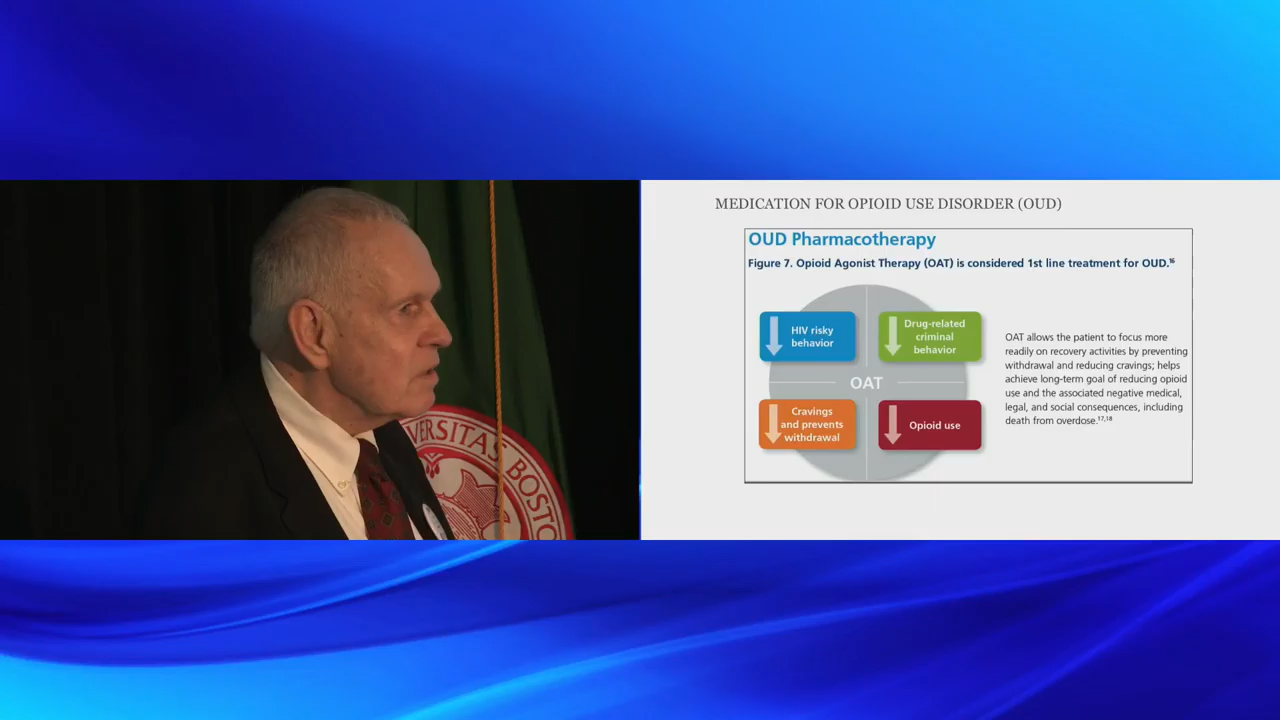 MEDICATION FOR OPIOID USE DISORDER (OUD)
OUD Pharmacotherapy
Figure 7. Opioid Agonist Therapy (OAT) is considered 1st line treatment for OUD.¹⁶
HIV risky
behavior
Drug-related
criminal
behavior
OAT
Cravings
and prevents
withdrawal
Opioid use
OAT allows the patient to focus more
readily on recovery activities by preventing
withdrawal and reducing cravings; helps
achieve long-term goal of reducing opioid
use and the associated negative medical,
legal, and social consequences, including
death from overdose.¹⁷,¹⁸
ERSITAS BOSTO